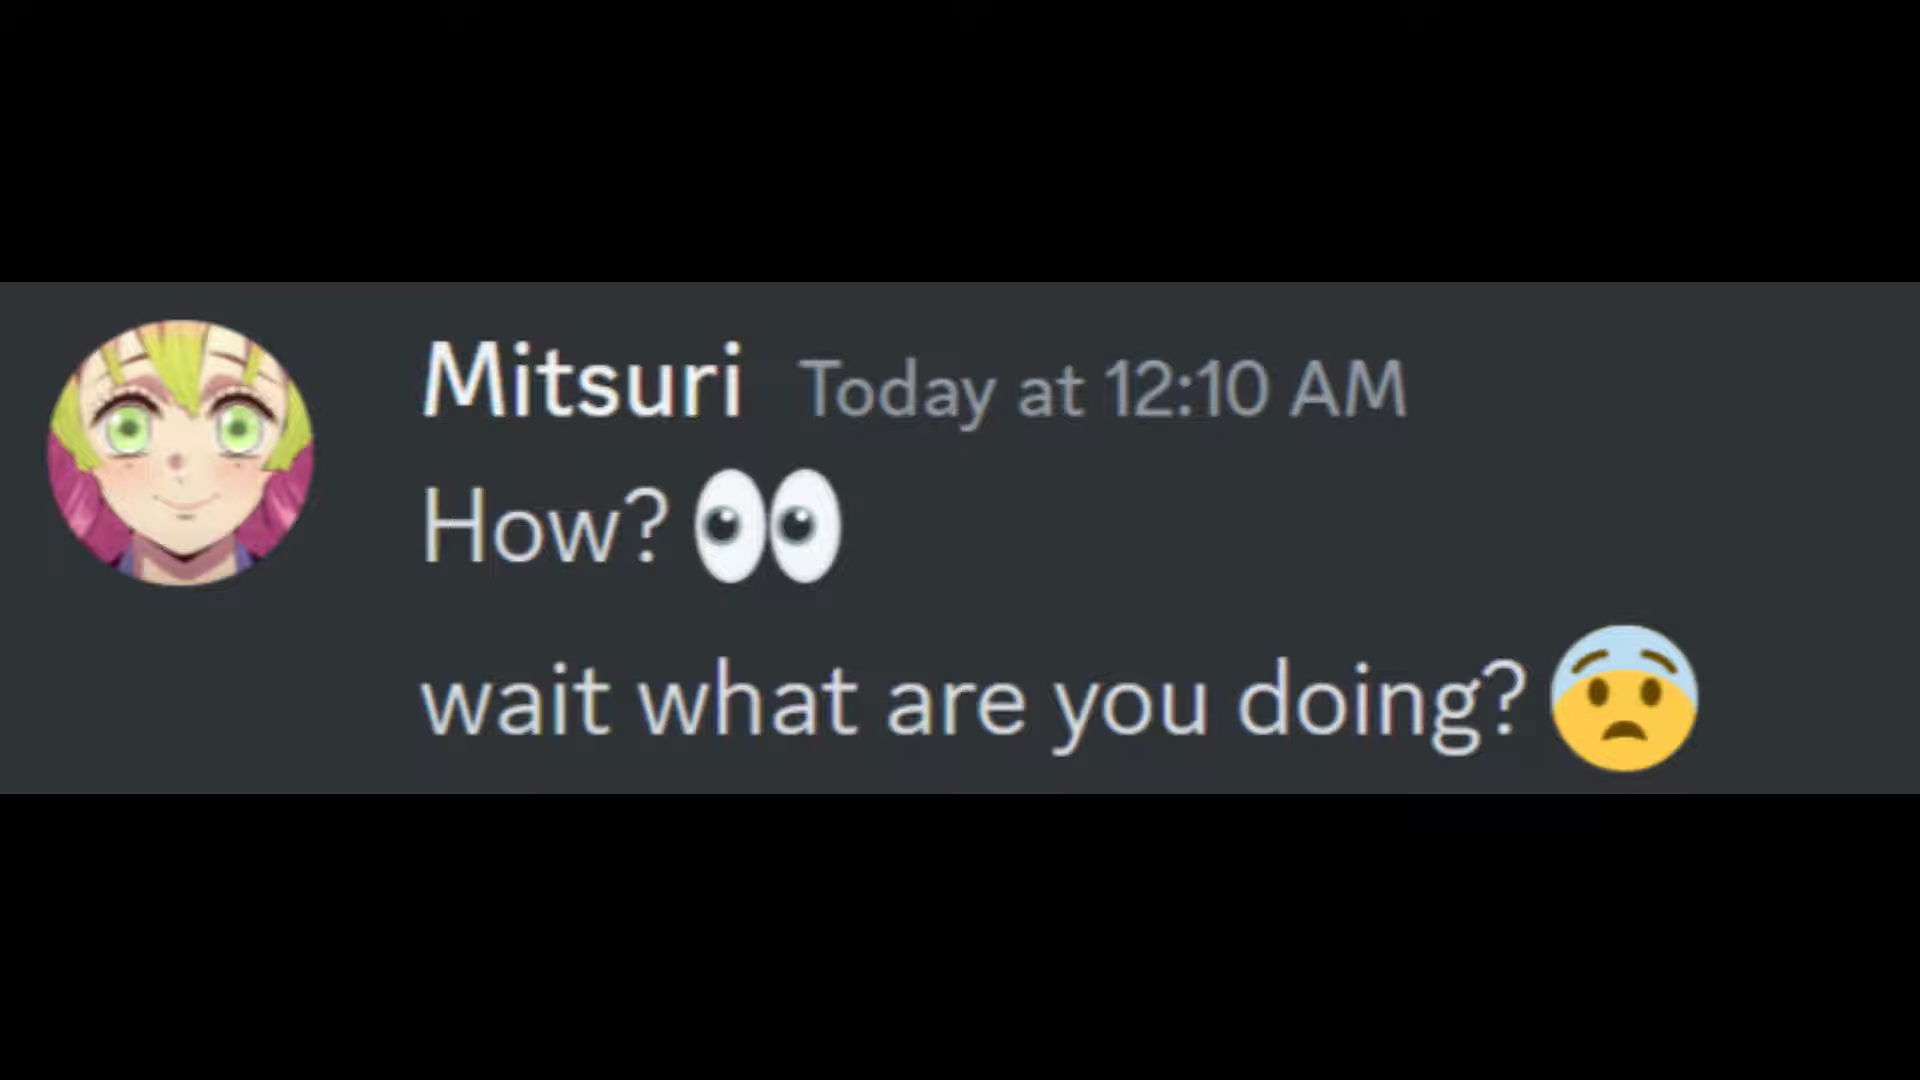 Mitsuri Today at 12:10 AM
How? 👀
wait what are you doing? 😨